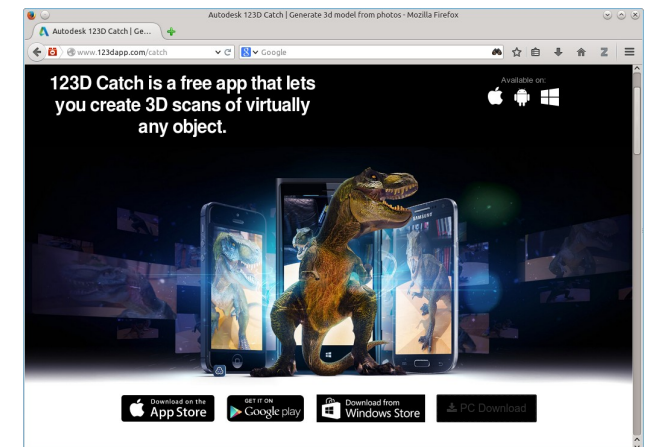 Autodesk 123D Catch | Generate 3d model from photos - Mozilla Firefox
Autodesk 123D Catch | Ge...
www.123dapp.com/catch
Google
123D Catch is a free app that lets
you create 3D scans of virtually
any object.
Available on:
SAMSUNG
Download on the
App Store
GET IT ON
Google play
Download from
Windows Store
PC Download